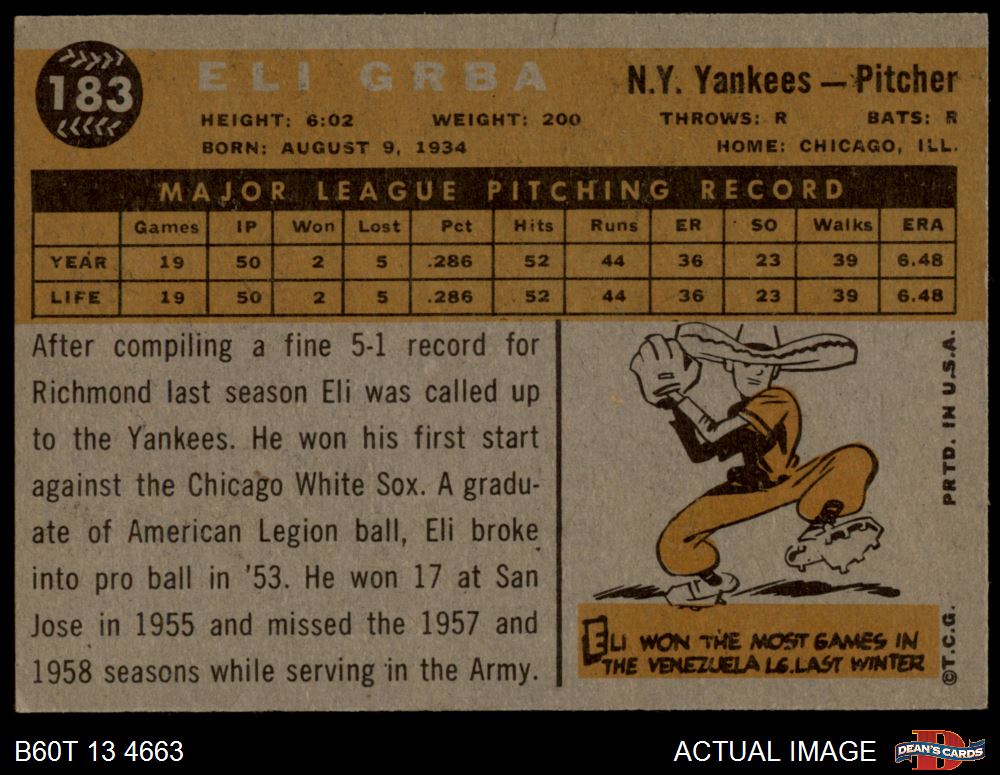 183
ELI GRBA
N.Y. Yankees — Pitcher
HEIGHT: 6:02 WEIGHT: 200 THROWS: R BATS: R
BORN: AUGUST 9, 1934 HOME: CHICAGO, ILL.
MAJOR LEAGUE PITCHING RECORD
Games IP Won Lost Pct Hits Runs ER SO Walks ERA
YEAR 19 50 2 5 .286 52 44 36 23 39 6.48
LIFE 19 50 2 5 .286 52 44 36 23 39 6.48
After compiling a fine 5-1 record for
Richmond last season Eli was called up
to the Yankees. He won his first start
against the Chicago White Sox. A gradu-
ate of American Legion ball, Eli broke
into pro ball in '53. He won 17 at San
Jose in 1955 and missed the 1957 and
1958 seasons while serving in the Army.
ELI WON THE MOST GAMES IN
THE VENEZUELA LG. LAST WINTER
©T.C.G. PRTD. IN U.S.A.
B60T 13 4663
ACTUAL IMAGE
DEAN'S CARDS